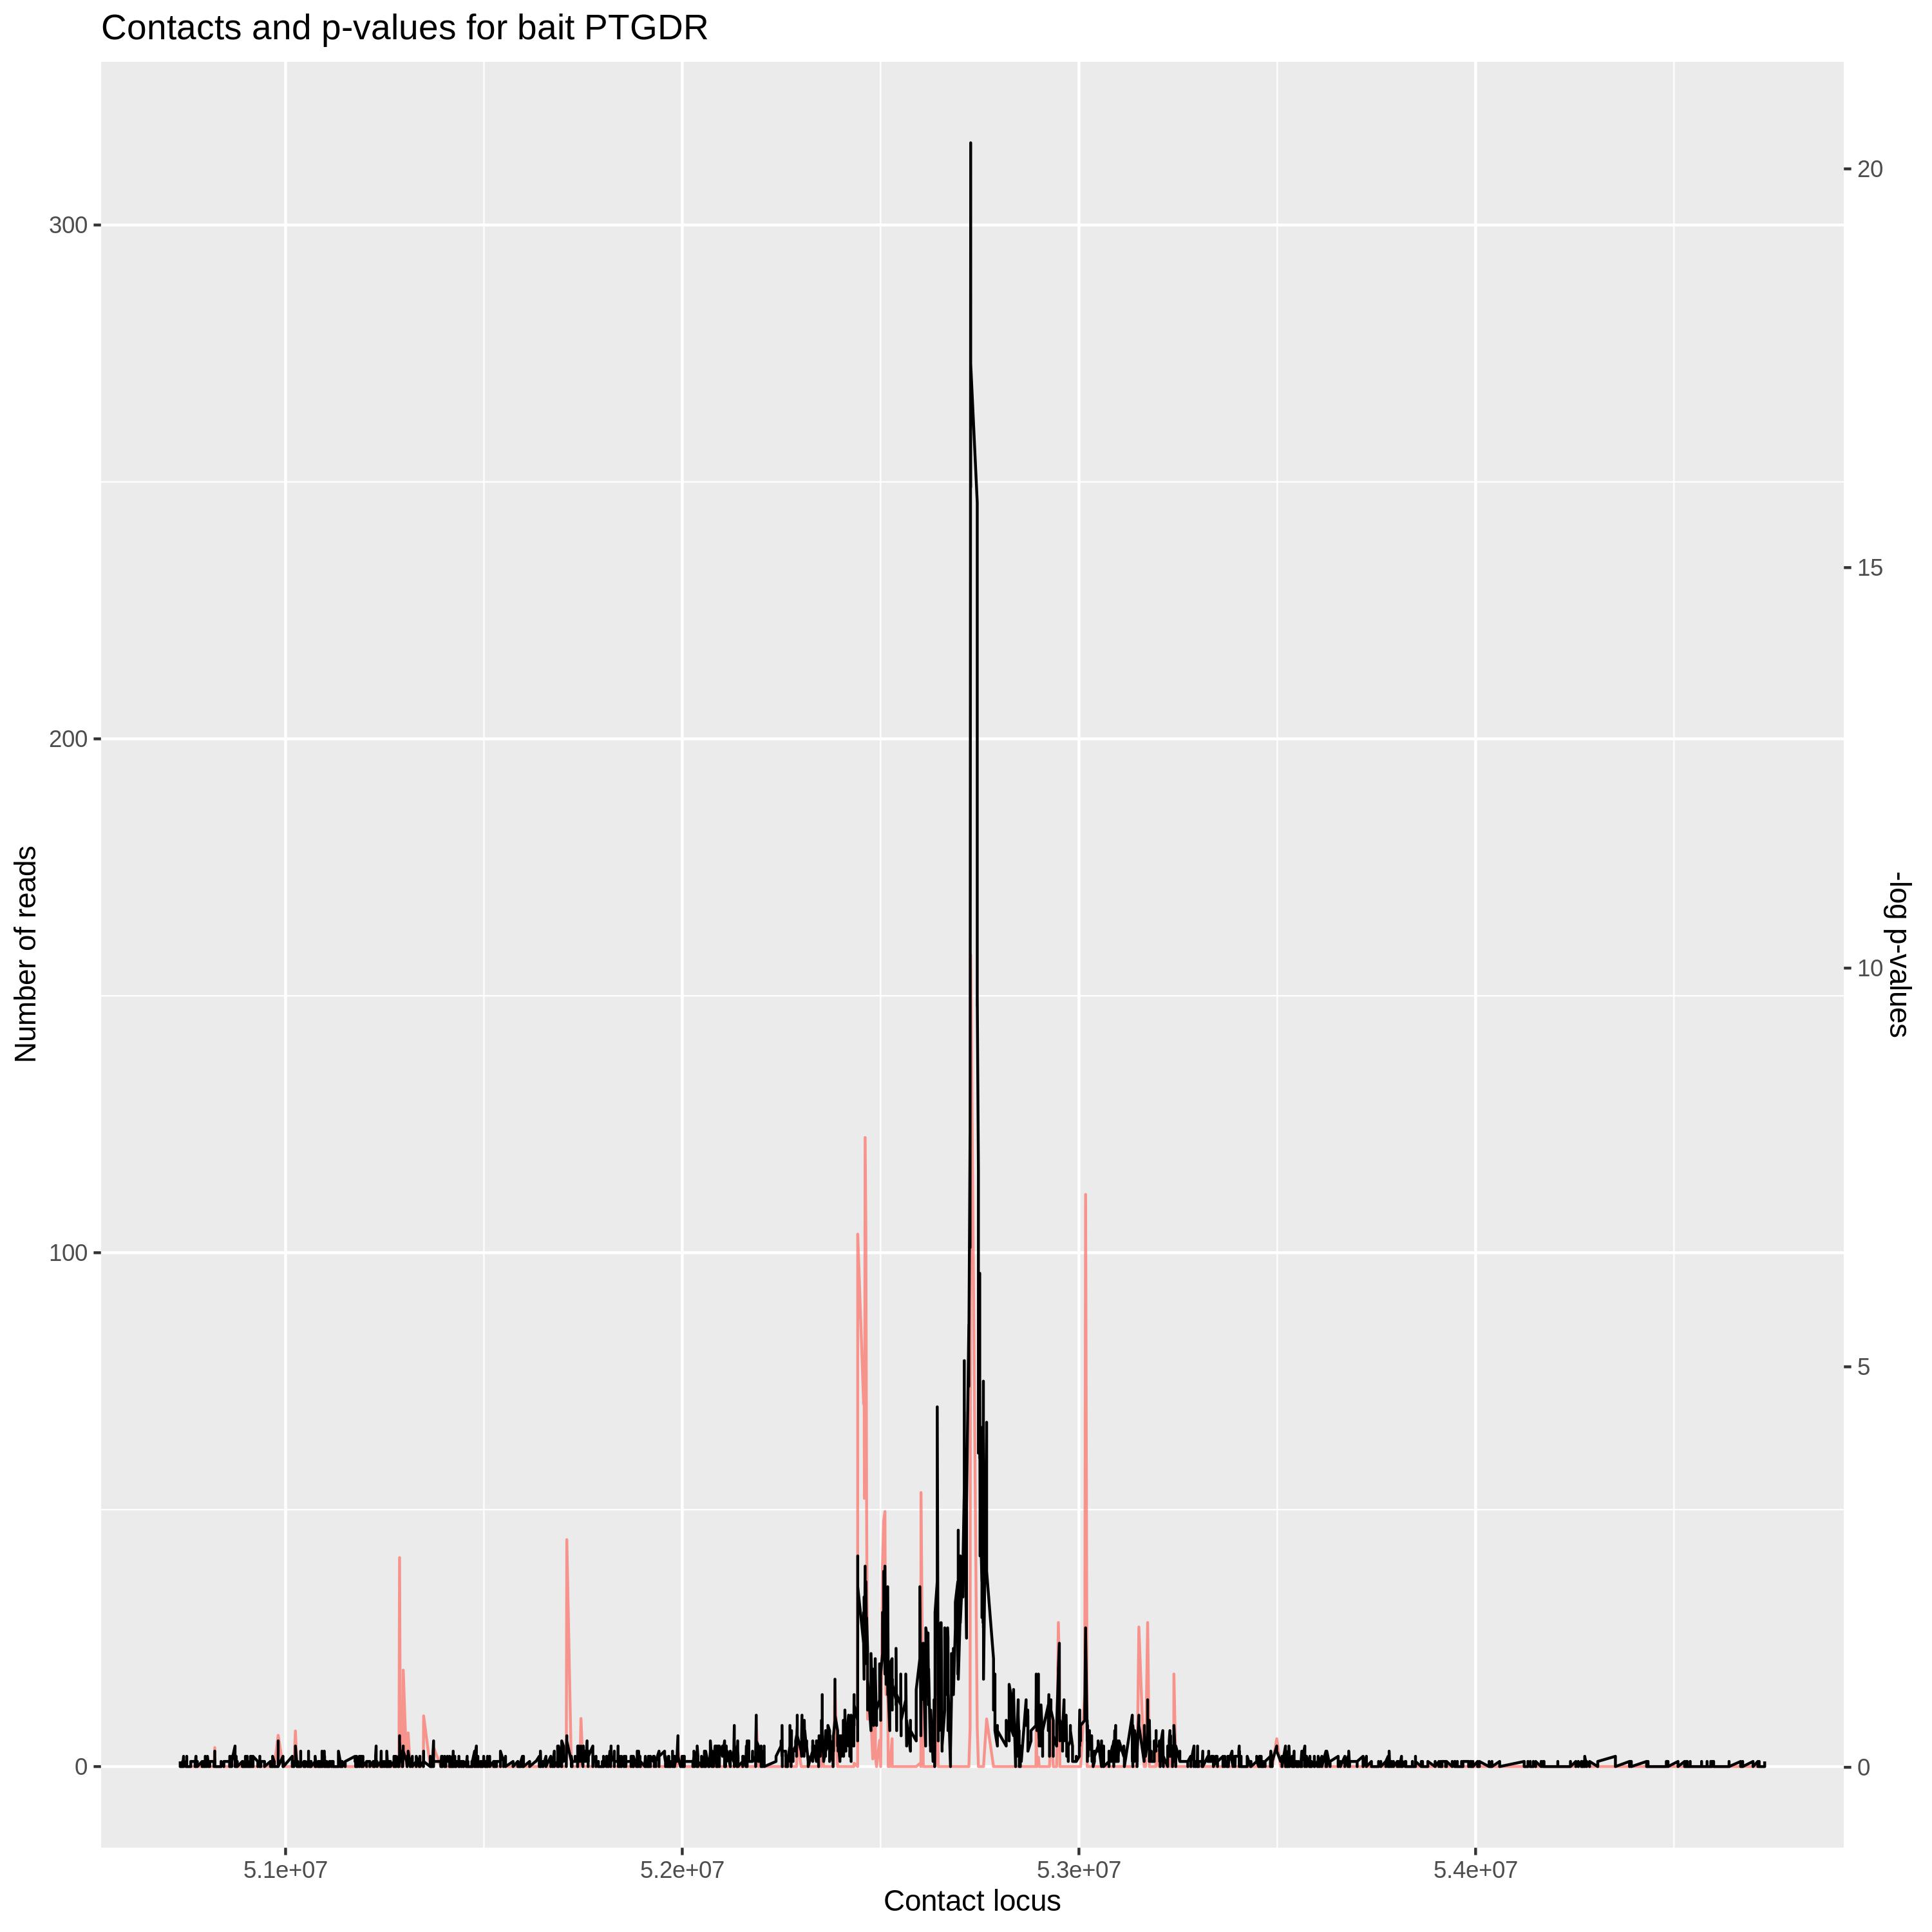 Contacts and p-values for bait PTGDR
300
200
100
0
20
15
10
5
0
Number of reads
-log p-values
5.1e+07
5.2e+07
5.3e+07
5.4e+07
Contact locus